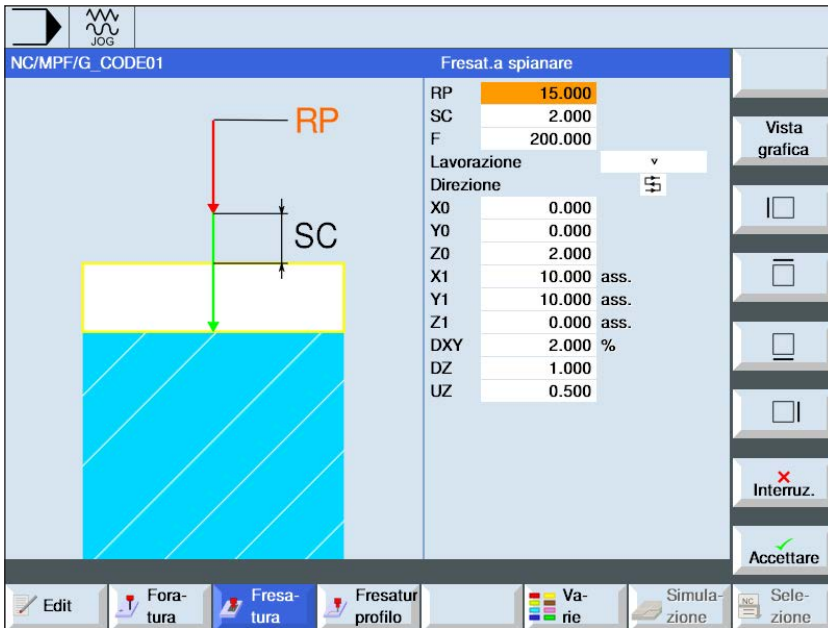 JOG
NC/MPF/G_CODE01
Fresat.a spianare
RP
SC
RP 15.000
SC 2.000
F 200.000
Lavorazione v
Direzione
X0 0.000
Y0 0.000
Z0 2.000
X1 10.000 ass.
Y1 10.000 ass.
Z1 0.000 ass.
DXY 2.000 %
DZ 1.000
UZ 0.500
Vista
grafica
Interruz.
Accettare
Edit
Fora-
tura
Fresa-
tura
Fresatur
profilo
Va-
rie
Simula-
zione
NC
Sele-
zione